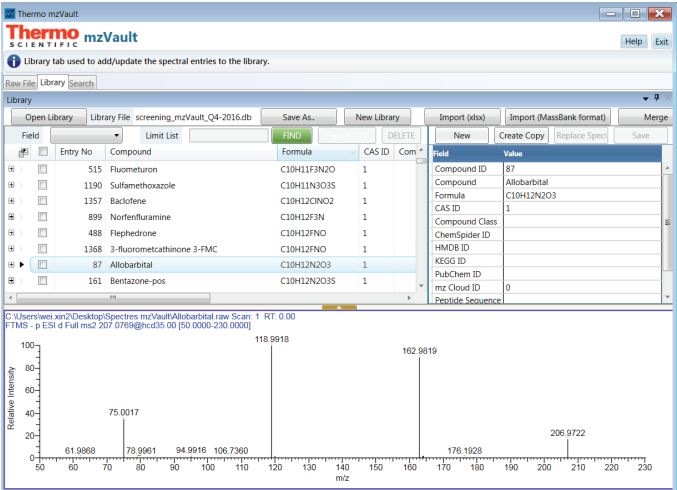 Thermo mzVault
Thermo
SCIENTIFIC mzVault
Help Exit
Library tab used to add/update the spectral entries to the library.
Raw File Library Search
Library
Open Library Library File screening_mzVault_Q4-2016.db Save As.. New Library Import (xlsx) Import (MassBank format) Merge
Field Limit List FIND DELETE New Create Copy Replace Spect Save
Entry No Compound Formula CAS ID Com Field Value
515 Fluometuron C10H11F3N2O 1 Compound ID 87
1190 Sulfamethoxazole C10H11N3O3S 1 Compound Allobarbital
1357 Baclofene C10H12ClNO2 1 Formula C10H12N2O3
899 Norfenfluramine C10H12F3N 1 CAS ID 1
488 Flephedrone C10H12FNO 1 Compound Class
1368 3-fluorometcathinone 3-FMC C10H12FNO 1 ChemSpider ID
87 Allobarbital C10H12N2O3 1 HMDB ID
161 Bentazone-pos C10H12N2O3S 1 KEGG ID
PubChem ID
mz Cloud ID 0
Peptide Sequence
C:\Users\wei.xin2\Desktop\Spectres mzVault\Allobarbital.raw Scan: 1 RT: 0.00
FTMS - p ESI d Full ms2 207.0769@hcd35.00 [50.0000-230.0000]
118.9918
100
162.9819
80
Relative Intensity
60
75.0017
40
206.9722
20
61.9868 78.9961 94.9916 106.7360 176.1928
0
50 60 70 80 90 100 110 120 130 140 150 160 170 180 190 200 210 220 230
m/z